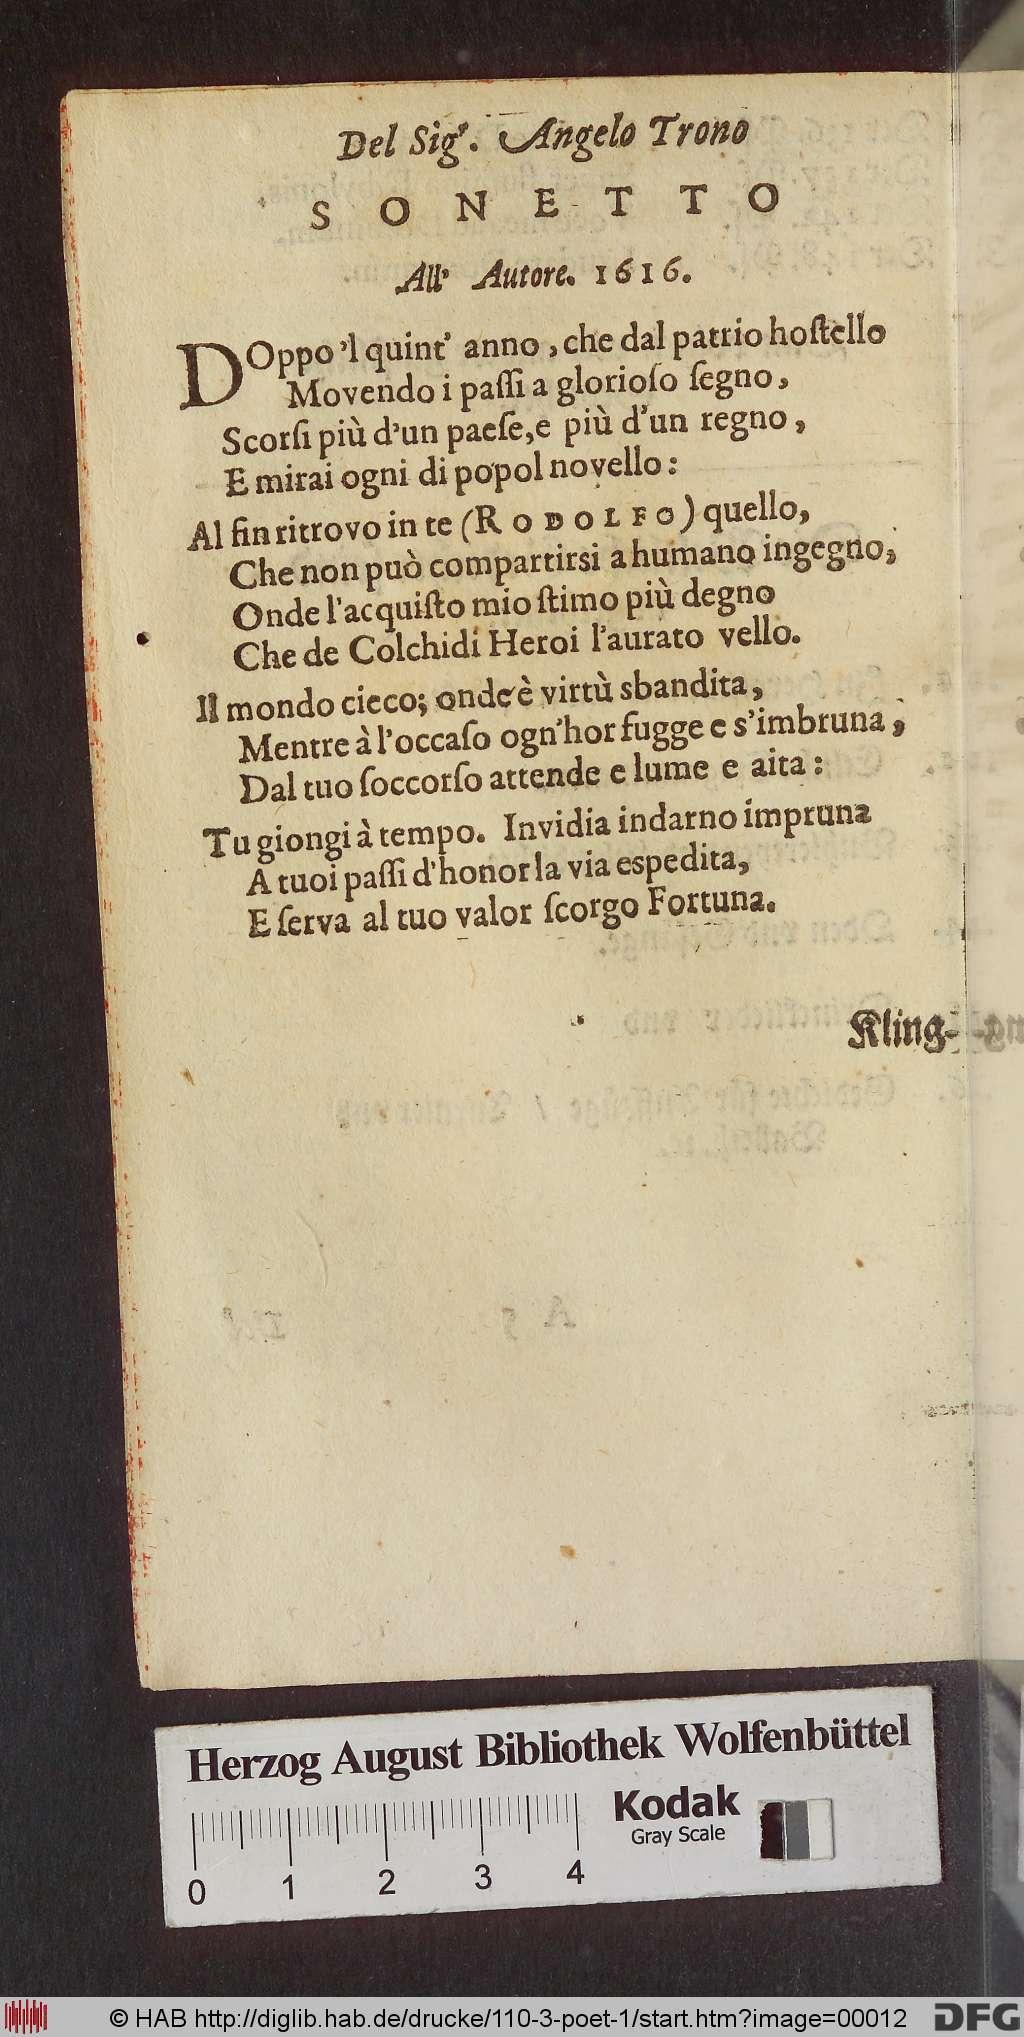 Del Sigr. Angelo Trono
SONETTO
All' Autore. 1616.
DOppo 'l quint' anno, che dal patrio hoſtello
Movendo i paſſi a glorioſo ſegno,
Scorſi più d'un paeſe, e più d'un regno,
E mirai ogni dì popol novello:
Al fin ritrovo in te (RODOLFO) quello,
Che non può compartirsi a humano ingegno,
Onde l'acquiſto mio ſtimo più degno
Che de Colchidi Heroi l'aurato vello.
Il mondo cieco; onde è virtù sbandita,
Mentre à l'occaſo ogn'hor fugge e s'imbruna,
Dal tuo ſoccorſo attende e lume e aita:
Tu giongi à tempo. Invidia indarno impruna
A tuoi paſſi d'honor la via espedita,
E ſerva al tuo valor ſcorgo Fortuna.
Kling-
Herzog August Bibliothek Wolfenbüttel
Kodak
Gray Scale
0 1 2 3 4
© HAB http://diglib.hab.de/drucke/110-3-poet-1/start.htm?image=00012
DFG